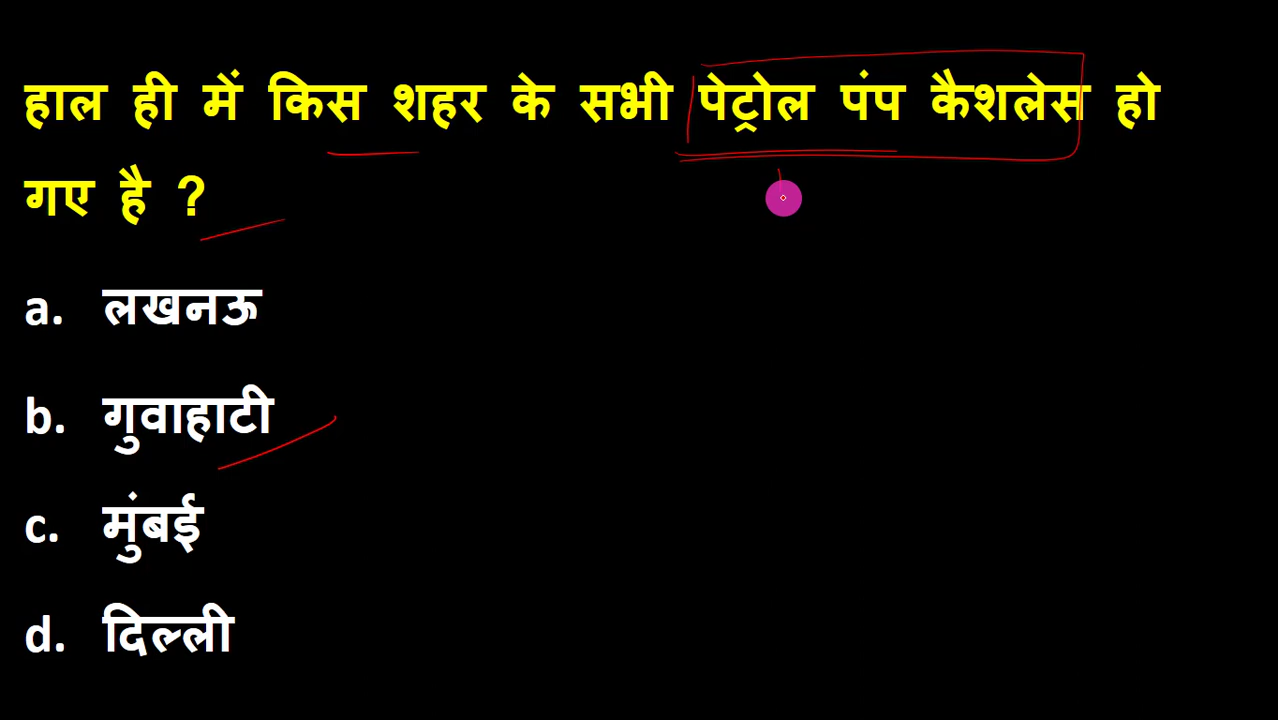 हाल ही में किस शहर के सभी पेट्रोल पंप कैशलेस हो
गए है ?
a. लखनऊ
b. गुवाहाटी
c. मुंबई
d. दिल्ली